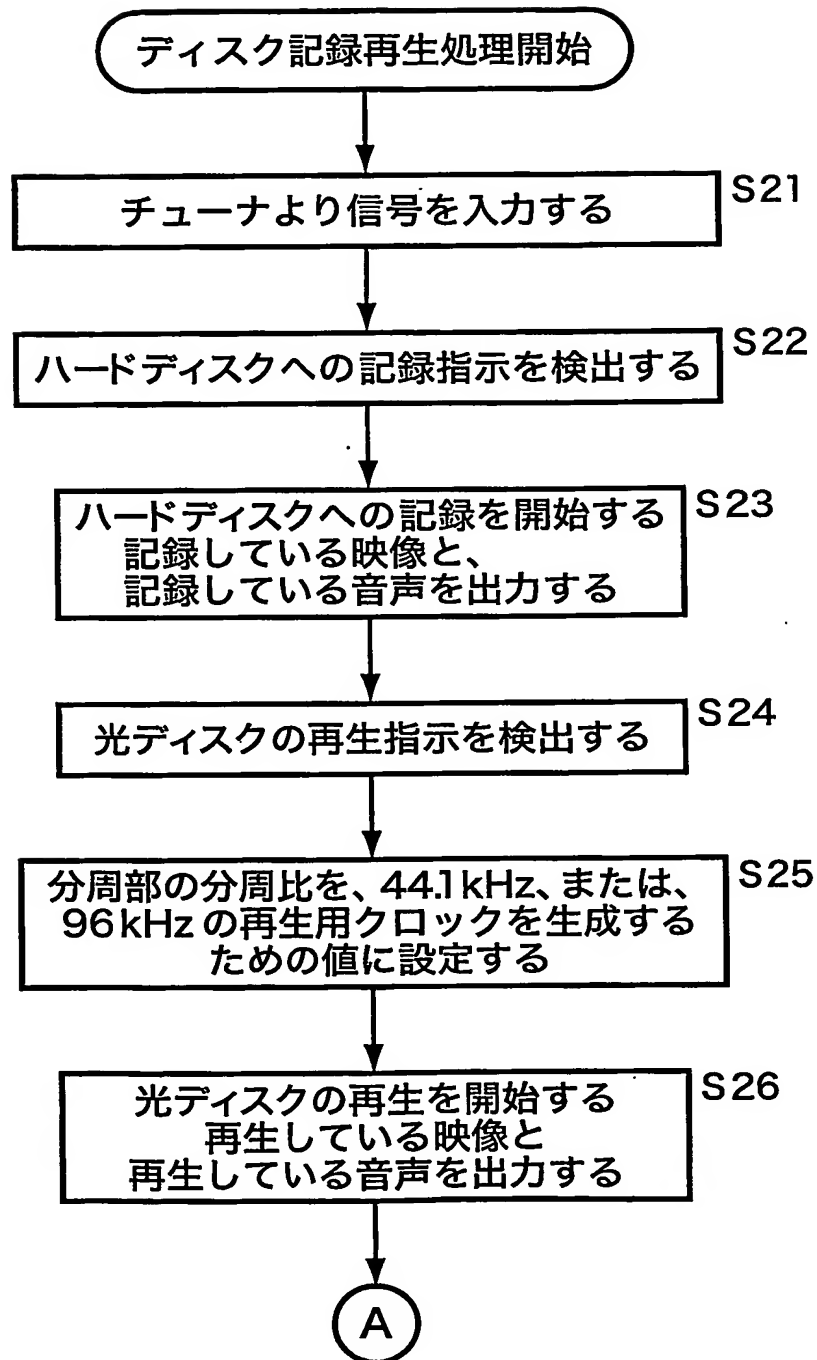 ディスク記録再生処理開始
S21
チューナより信号を入力する
S22
ハードディスクへの記録指示を検出する
S23
ハードディスクへの記録を開始する
記録している映像と、
記録している音声を出力する
S24
光ディスクの再生指示を検出する
S25
分周部の分周比を、44.1kHz、または、
96kHzの再生用クロックを生成する
ための値に設定する
S26
光ディスクの再生を開始する
再生している映像と
再生している音声を出力する
A